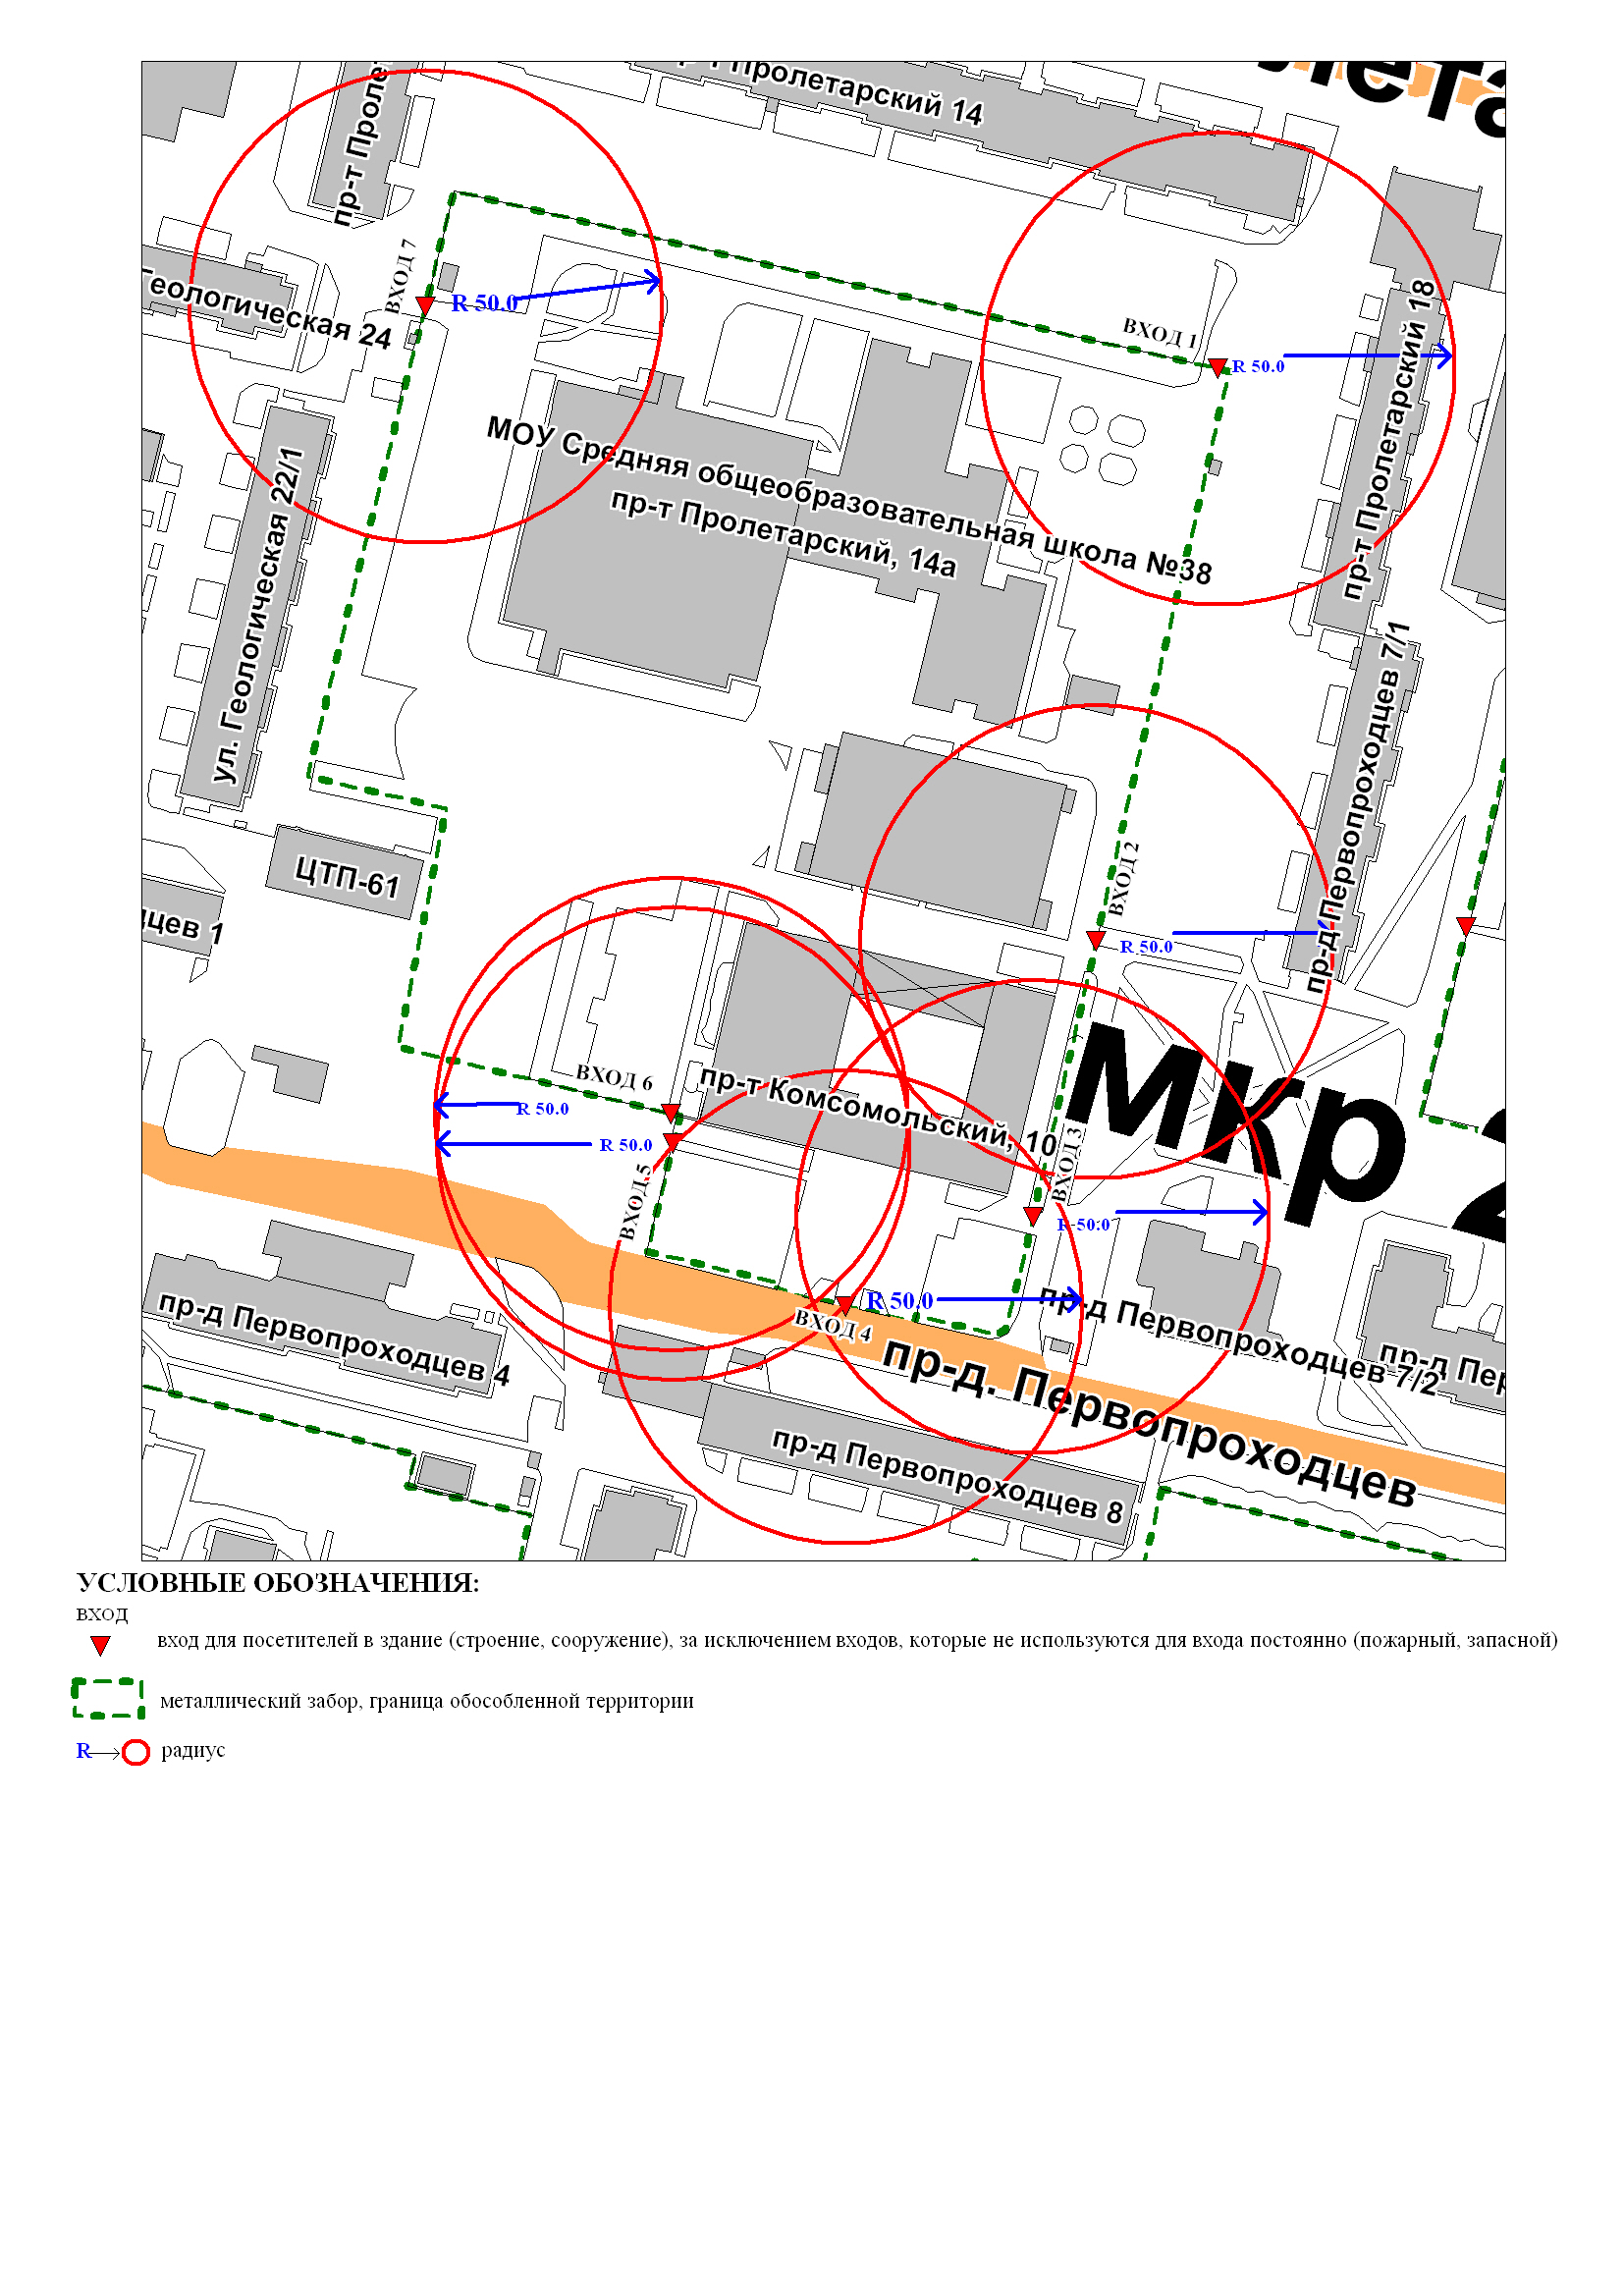 лета
пр-т Пролет
Пролетарский 14
ВХОД 7
R 50.0
Геологическая 24
ВХОД 1
R 50.0
пр-т Пролетарский 18
МОУ Средняя общеобразовательная школа №38
пр-т Пролетарский, 14а
ул. Геологическая 22/1
пр-д Первопроходцев 7/1
ЦТП-61
цев 1
ВХОД 2
R 50.0
Мкр 2
ВХОД 6
R 50.0
R 50.0
пр-т Комсомольский, 10
ВХОД 3
R 50.0
ВХОД 5
R 50.0
ВХОД 4
пр-д Первопроходцев 4
пр-д Первопроходцев 7/2
пр-д Пер
пр-д. Первопроходцев
пр-д Первопроходцев 8
УСЛОВНЫЕ ОБОЗНАЧЕНИЯ:
ВХОД
вход для посетителей в здание (строение, сооружение), за исключением входов, которые не используются для входа постоянно (пожарный, запасной)
металлический забор, граница обособленной территории
R радиус